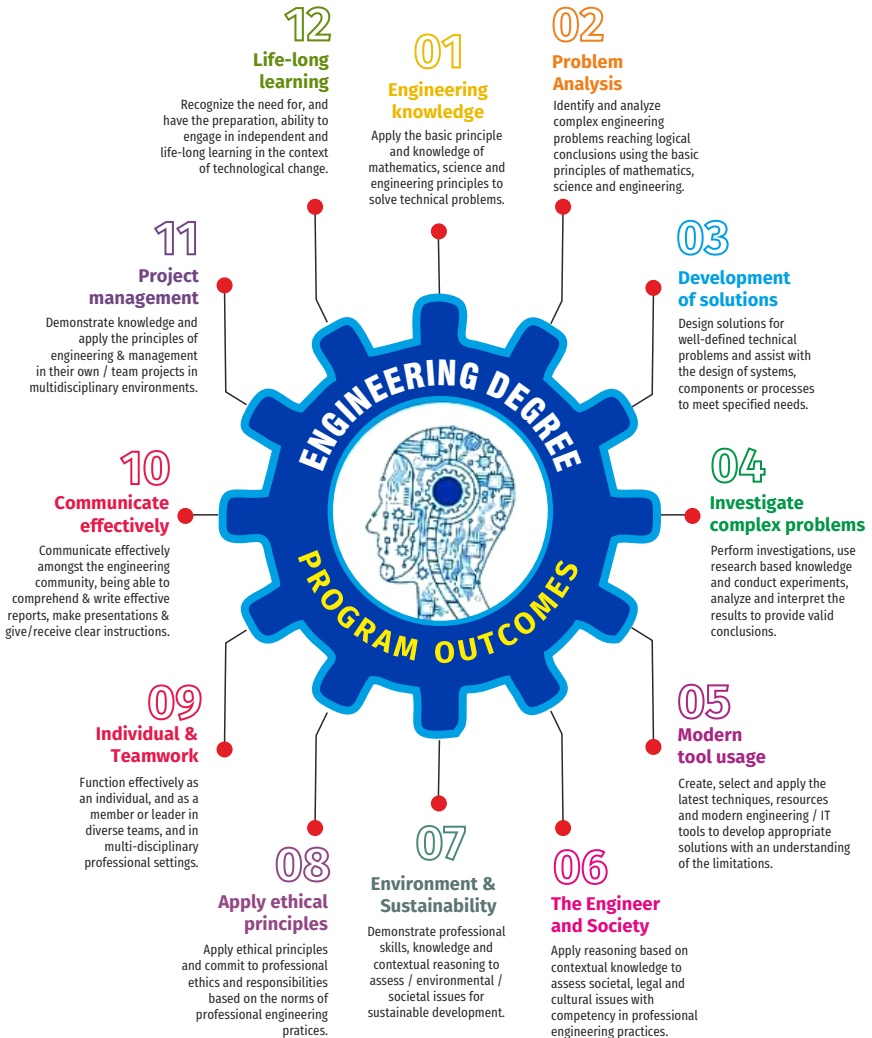 12
Life-long
learning
Recognize the need for, and
have the preparation, ability to
engage in independent and
life-long learning in the context
of technological change.
01
Engineering
knowledge
Apply the basic principle
and knowledge of
mathematics, science and
engineering principles to
solve technical problems.
02
Problem
Analysis
Identify and analyze
complex engineering
problems reaching logical
conclusions using the basic
principles of mathematics,
science and engineering.
03
Development
of solutions
Design solutions for
well-defined technical
problems and assist with
the design of systems,
components or processes
to meet specified needs.
04
Investigate
complex problems
Perform investigations, use
research based knowledge
and conduct experiments,
analyze and interpret the
results to provide valid
conclusions.
05
Modern
tool usage
Create, select and apply the
latest techniques, resources
and modern engineering / IT
tools to develop appropriate
solutions with an understanding
of the limitations.
06
The Engineer
and Society
Apply reasoning based on
contextual knowledge to
assess societal, legal and
cultural issues with
competency in professional
engineering practices.
07
Environment &
Sustainability
Demonstrate professional
skills, knowledge and
contextual reasoning to
assess / environmental /
societal issues for
sustainable development.
08
Apply ethical
principles
Apply ethical principles
and commit to professional
ethics and responsibilities
based on the norms of
professional engineering
pratices.
09
Individual &
Teamwork
Function effectively as
an individual, and as a
member or leader in
diverse teams, and in
multi-disciplinary
professional settings.
10
Communicate
effectively
Communicate effectively
amongst the engineering
community, being able to
comprehend & write effective
reports, make presentations &
give/receive clear instructions.
11
Project
management
Demonstrate knowledge and
apply the principles of
engineering & management
in their own / team projects in
multidisciplinary environments.
ENGINEERING DEGREE
PROGRAM OUTCOMES